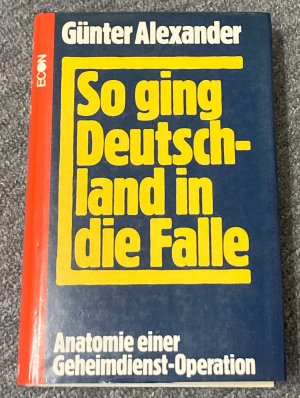 ECON
Günter Alexander
So ging
Deutsch-
land in
die Falle
Anatomie einer
Geheimdienst-Operation